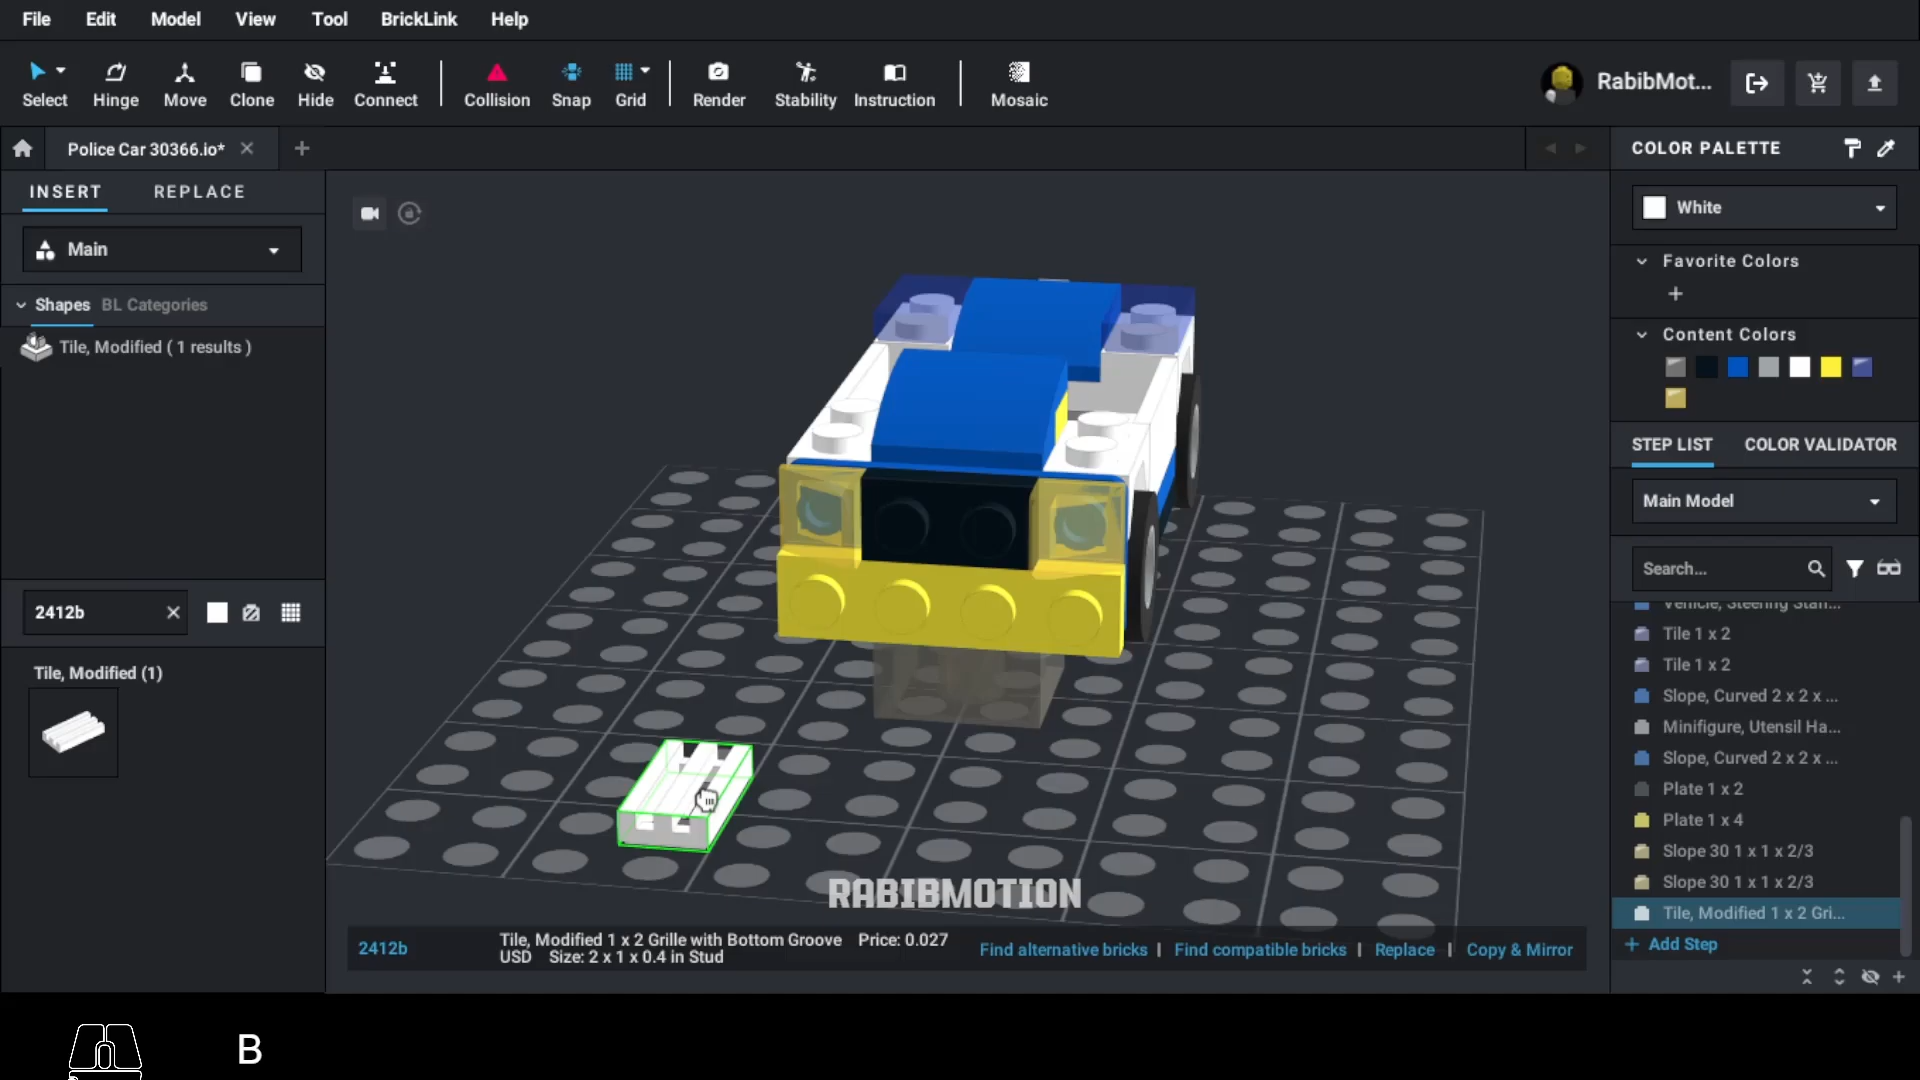 File Edit Model View Tool BrickLink Help
Select Hinge Move Clone Hide Connect Collision Snap Grid Render Stability Instruction Mosaic RabibMot...
Police Car 30366.io*
COLOR PALETTE
INSERT REPLACE
White
Main
Favorite Colors
Shapes BL Categories
Content Colors
Tile, Modified ( 1 results )
STEP LIST COLOR VALIDATOR
Main Model
Search...
Vehicle, Steering Stan...
2412b
Tile 1 x 2
Tile 1 x 2
Tile, Modified (1)
Slope, Curved 2 x 2 x ...
Minifigure, Utensil Ha...
Slope, Curved 2 x 2 x ...
Plate 1 x 2
Plate 1 x 4
Slope 30 1 x 1 x 2/3
Slope 30 1 x 1 x 2/3
Tile, Modified 1 x 2 Gri...
Add Step
RABIBMOTION
2412b
Tile, Modified 1 x 2 Grille with Bottom Groove Price: 0.027
USD Size: 2 x 1 x 0.4 in Stud
Find alternative bricks | Find compatible bricks | Replace | Copy & Mirror
B